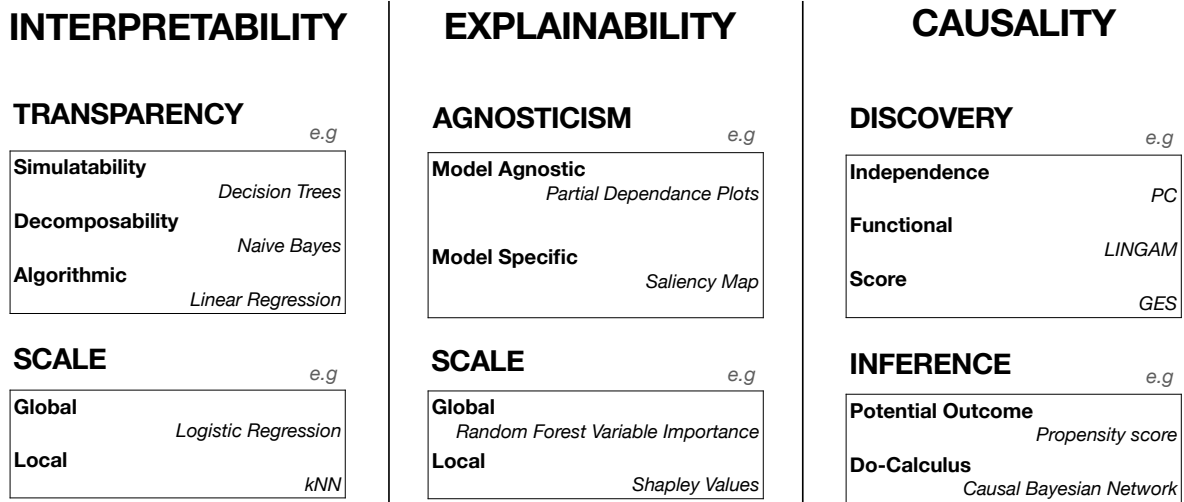 INTERPRETABILITY
TRANSPARENCY
e.g
Simulatability
Decision Trees
Decomposability
Naive Bayes
Algorithmic
Linear Regression
SCALE
e.g
Global
Logistic Regression
Local
kNN
EXPLAINABILITY
AGNOSTICISM
e.g
Model Agnostic
Partial Dependance Plots
Model Specific
Saliency Map
SCALE
e.g
Global
Random Forest Variable Importance
Local
Shapley Values
CAUSALITY
DISCOVERY
e.g
Independence
PC
Functional
LINGAM
Score
GES
INFERENCE
e.g
Potential Outcome
Propensity score
Do-Calculus
Causal Bayesian Network